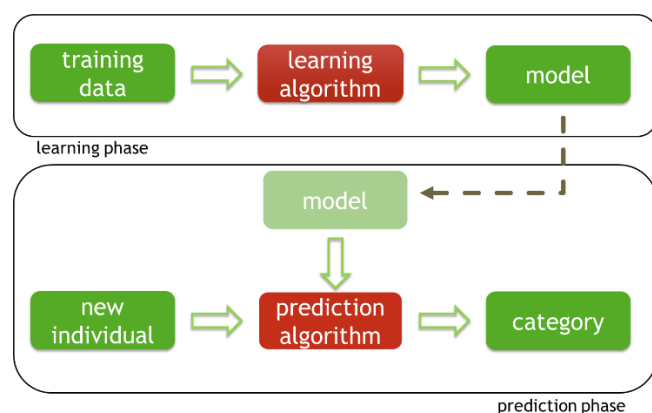 training
data
learning
algorithm
model
learning phase
model
new
individual
prediction
algorithm
category
prediction phase